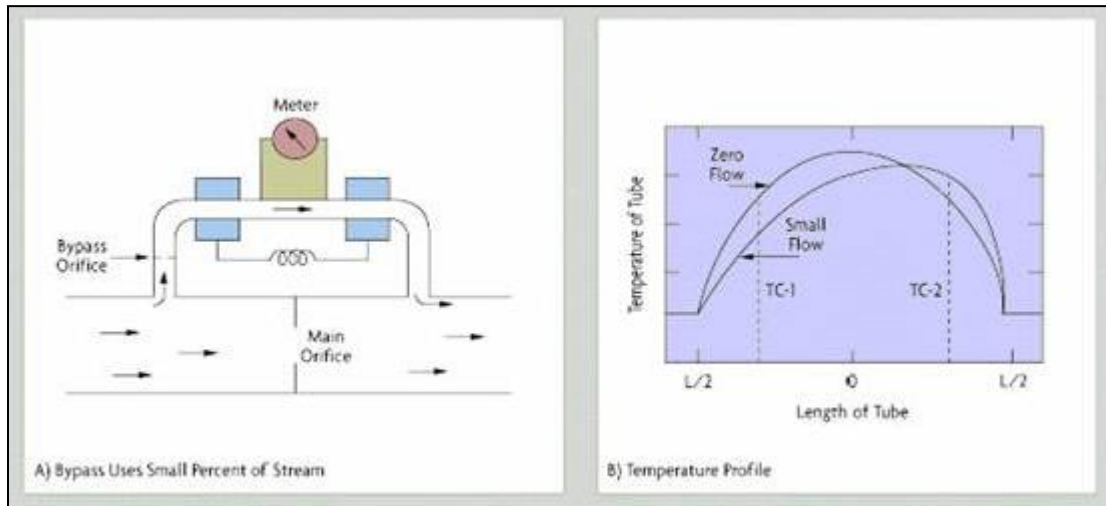 Meter
Bypass
Orifice
Main
Orifice
A) Bypass Uses Small Percent of Stream
Temperature of Tube
Zero
Flow
Small
Flow
TC-1
TC-2
L/2
0
L/2
Length of Tube
B) Temperature Profile